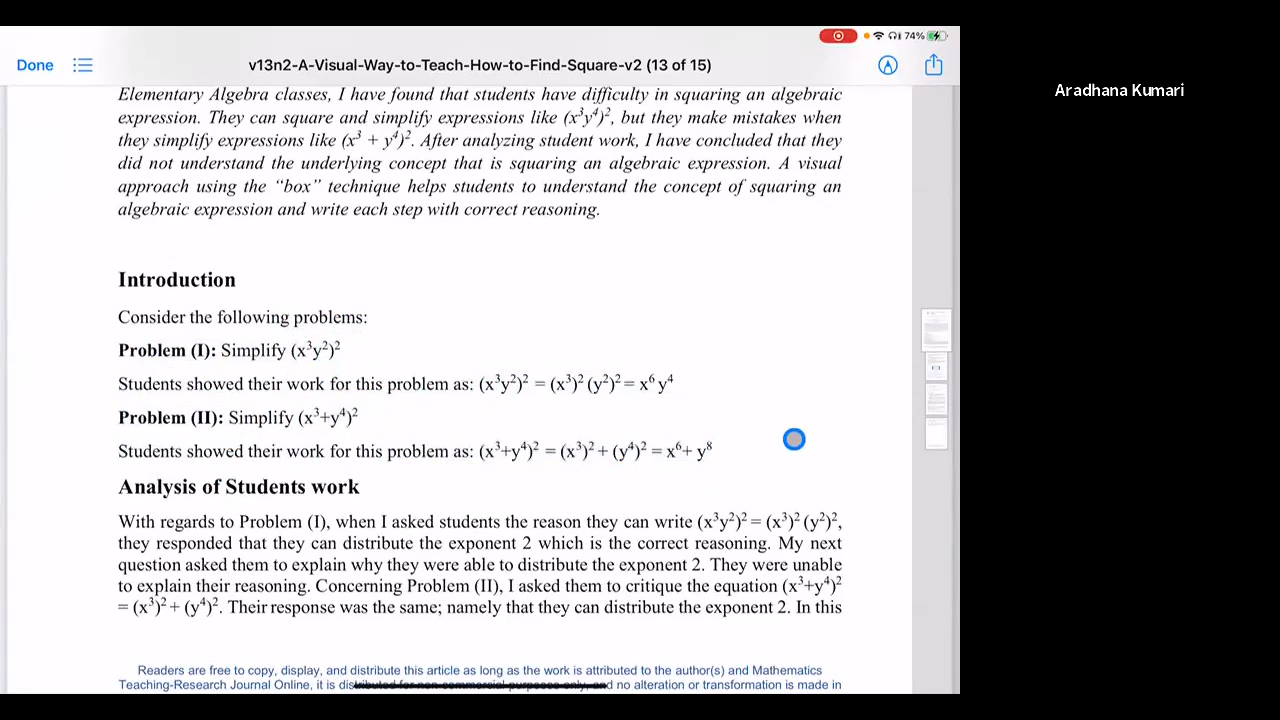 74%
Done
v13n2-A-Visual-Way-to-Teach-How-to-Find-Square-v2 (13 of 15)
Aradhana Kumari
Elementary Algebra classes, I have found that students have difficulty in squaring an algebraic
expression. They can square and simplify expressions like (x³y⁴)², but they make mistakes when
they simplify expressions like (x³ + y⁴)². After analyzing student work, I have concluded that they
did not understand the underlying concept that is squaring an algebraic expression. A visual
approach using the “box” technique helps students to understand the concept of squaring an
algebraic expression and write each step with correct reasoning.
Introduction
Consider the following problems:
Problem (I): Simplify (x³y²)²
Students showed their work for this problem as: (x³y²)² = (x³)² (y²)² = x⁶ y⁴
Problem (II): Simplify (x³+y⁴)²
Students showed their work for this problem as: (x³+y⁴)² = (x³)² + (y⁴)² = x⁶+ y⁸
Analysis of Students work
With regards to Problem (I), when I asked students the reason they can write (x³y²)² = (x³)² (y²)²,
they responded that they can distribute the exponent 2 which is the correct reasoning. My next
question asked them to explain why they were able to distribute the exponent 2. They were unable
to explain their reasoning. Concerning Problem (II), I asked them to critique the equation (x³+y⁴)²
= (x³)² + (y⁴)². Their response was the same; namely that they can distribute the exponent 2. In this
Readers are free to copy, display, and distribute this article as long as the work is attributed to the author(s) and Mathematics
Teaching-Research Journal Online, it is distributed for non-commercial purposes only, and no alteration or transformation is made in